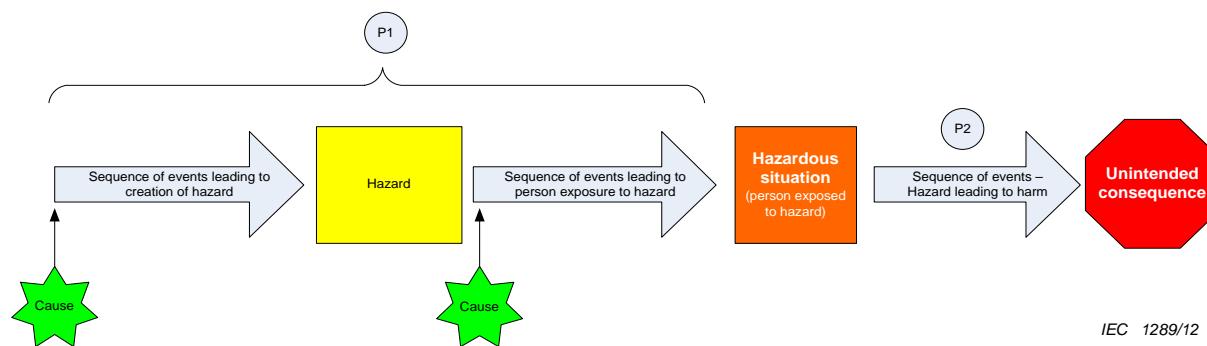 P1
Sequence of events leading to
creation of hazard
Hazard
Sequence of events leading to
person exposure to hazard
Hazardous
situation
(person exposed
to hazard)
P2
Sequence of events –
Hazard leading to harm
Unintended
consequence
Cause
Cause
IEC 1289/12